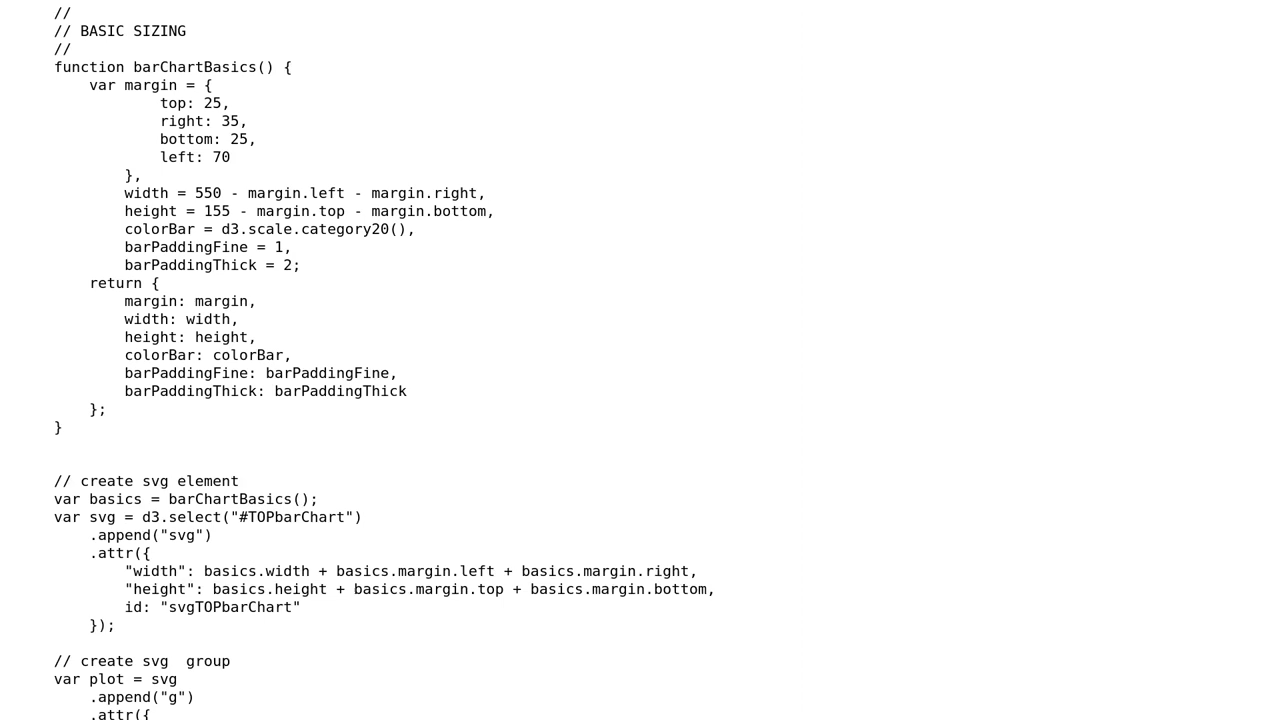 //
// BASIC SIZING
//
function barChartBasics() {
    var margin = {
            top: 25,
            right: 35,
            bottom: 25,
            left: 70
        },
        width = 550 - margin.left - margin.right,
        height = 155 - margin.top - margin.bottom,
        colorBar = d3.scale.category20(),
        barPaddingFine = 1,
        barPaddingThick = 2;
    return {
        margin: margin,
        width: width,
        height: height,
        colorBar: colorBar,
        barPaddingFine: barPaddingFine,
        barPaddingThick: barPaddingThick
    };
}

// create svg element
var basics = barChartBasics();
var svg = d3.select("#TOPbarChart")
    .append("svg")
    .attr({
        "width": basics.width + basics.margin.left + basics.margin.right,
        "height": basics.height + basics.margin.top + basics.margin.bottom,
        id: "svgTOPbarChart"
    });

// create svg  group
var plot = svg
    .append("g")
    .attr({